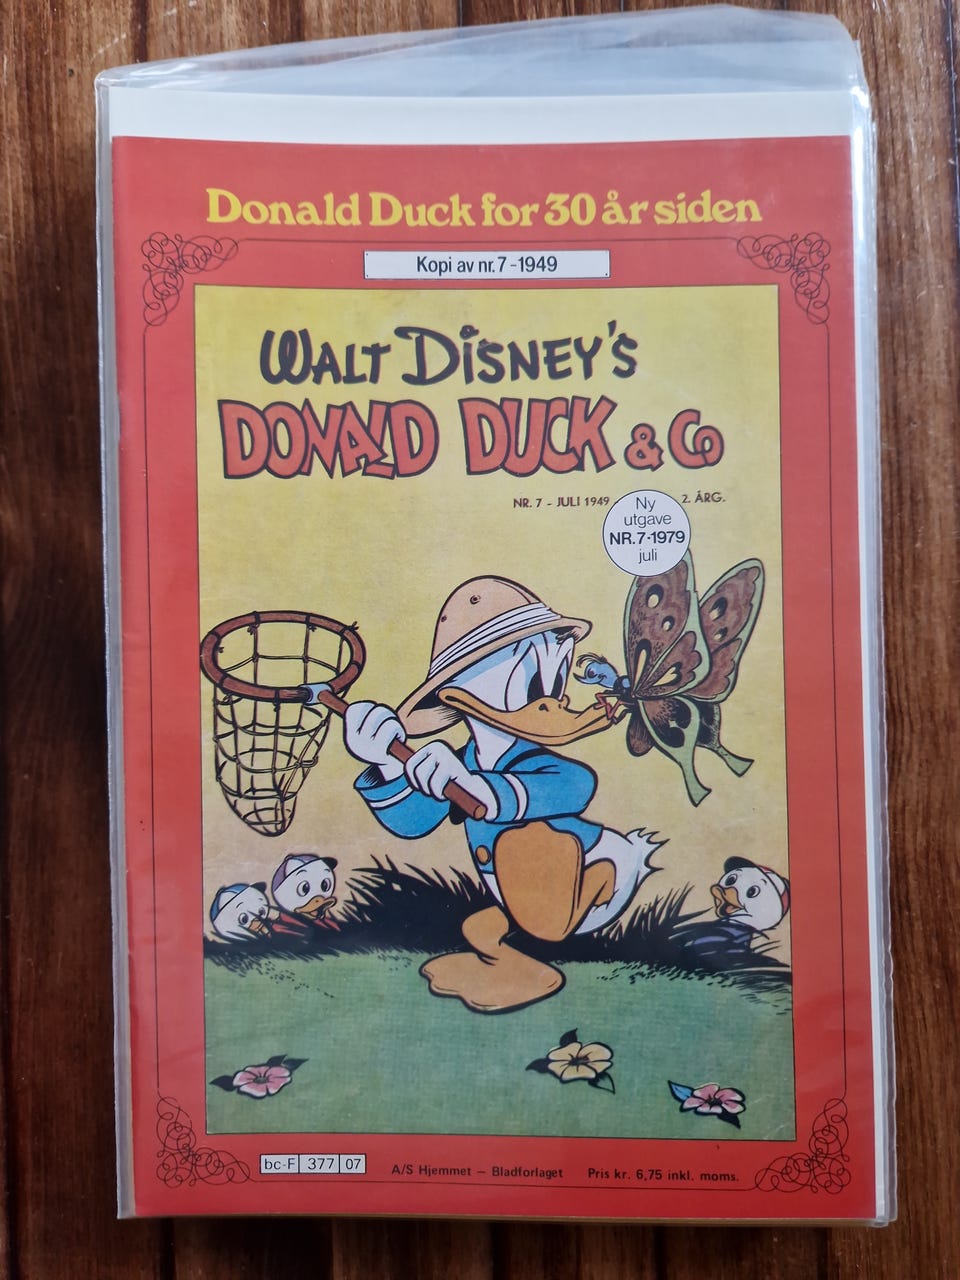 Donald Duck for 30 år siden
Kopi av nr. 7 - 1949
WALT DISNEY'S
DONALD DUCK & Co
NR. 7 - JULI 1949 2. ÅRG.
Ny
utgave
NR. 7-1979
juli
bc-F 377 07 A/S Hjemmet — Bladforlaget Pris kr. 6,75 inkl. moms.